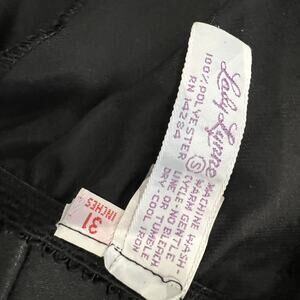 Lady Lynne
100% POLYESTER
RN 14284
S
MACHINE WASH-
WARM, GENTLE
CYCLE. NO BLEACH
LINE OR TUMBLE
DRY - COOL IRON
31
INCHES